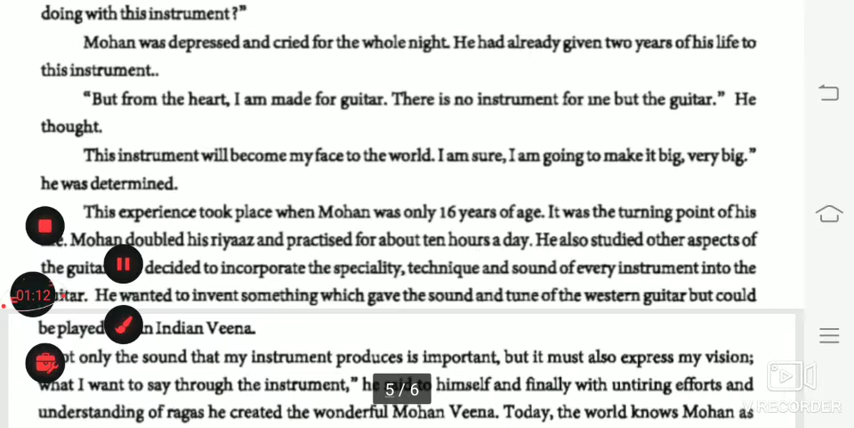 doing with this instrument?”
Mohan was depressed and cried for the whole night. He had already given two years of his life to
this instrument..
“But from the heart, I am made for guitar. There is no instrument for me but the guitar.” He
thought.
This instrument will become my face to the world. I am sure, I am going to make it big, very big.”
he was determined.
This experience took place when Mohan was only 16 years of age. It was the turning point of his
Mohan doubled his riyaaz and practised for about ten hours a day. He also studied other aspects of
the decided to incorporate the speciality, technique and sound of every instrument into the
01:12 He wanted to invent something which gave the sound and tune of the western guitar but could
be played Indian Veena.
only the sound that my instrument produces is important, but it must also express my vision;
what I want to say through the instrument,” himself and finally with untiring efforts and
5 / 6
understanding of ragas he created the wonderful Mohan Veena. Today, the world knows Mohan as
V RECORDER